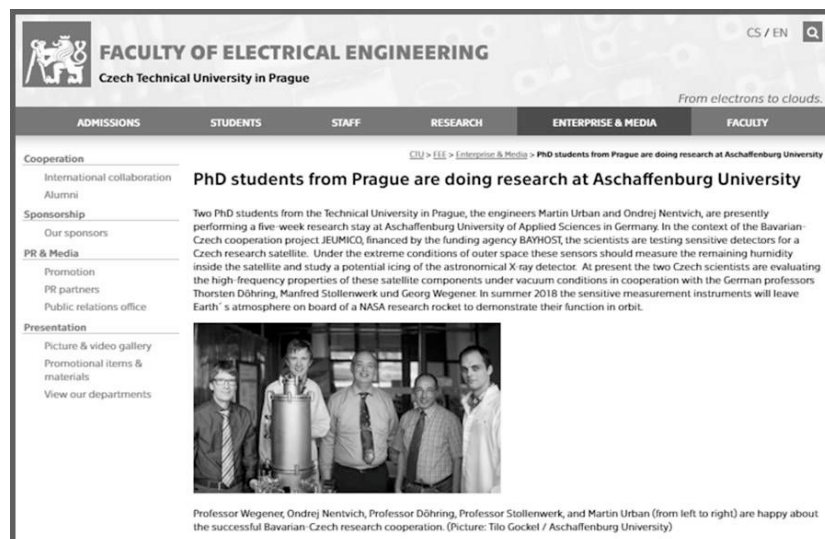 CS / EN
FACULTY OF ELECTRICAL ENGINEERING
Czech Technical University in Prague
From electrons to clouds.
ADMISSIONS STUDENTS STAFF RESEARCH ENTERPRISE & MEDIA FACULTY
CTU > FEE > Enterprise & Media > PhD students from Prague are doing research at Aschaffenburg University
Cooperation
International collaboration
Alumni
Sponsorship
Our sponsors
PR & Media
Promotion
PR partners
Public relations office
Presentation
Picture & video gallery
Promotional items &
materials
View our departments
PhD students from Prague are doing research at Aschaffenburg University
Two PhD students from the Technical University in Prague, the engineers Martin Urban and Ondrej Nentvich, are presently
performing a five-week research stay at Aschaffenburg University of Applied Sciences in Germany. In the context of the Bavarian-
Czech cooperation project JEUMICO, financed by the funding agency BAYHOST, the scientists are testing sensitive detectors for a
Czech research satellite. Under the extreme conditions of outer space these sensors should measure the remaining humidity
inside the satellite and study a potential icing of the astronomical X-ray detector. At present the two Czech scientists are evaluating
the high-frequency properties of these satellite components under vacuum conditions in cooperation with the German professors
Thorsten Döhring, Manfred Stollenwerk und Georg Wegener. In summer 2018 the sensitive measurement instruments will leave
Earth´s atmosphere on board of a NASA research rocket to demonstrate their function in orbit.
Professor Wegener, Ondrej Nentvich, Professor Döhring, Professor Stollenwerk, and Martin Urban (from left to right) are happy about
the successful Bavarian-Czech research cooperation. (Picture: Tilo Gockel / Aschaffenburg University)